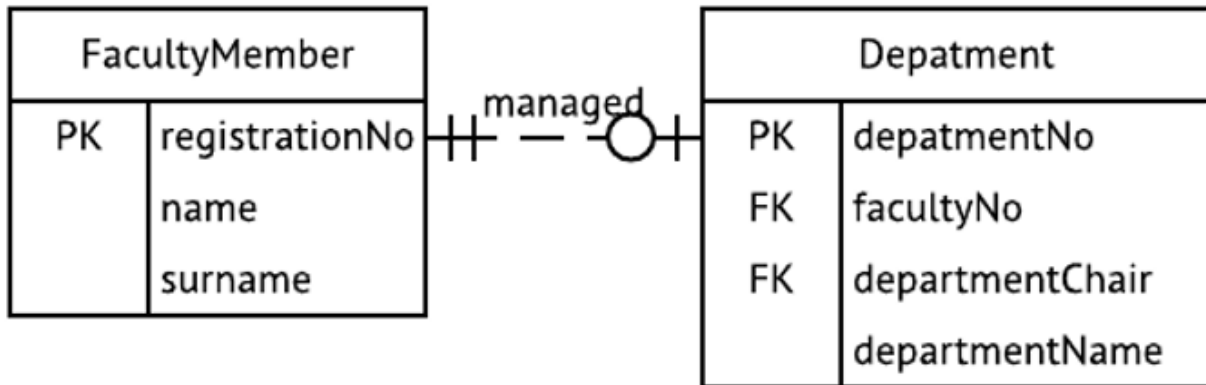 FacultyMember
PK registrationNo
name
surname
managed
Depatment
PK depatmentNo
FK facultyNo
FK departmentChair
departmentName